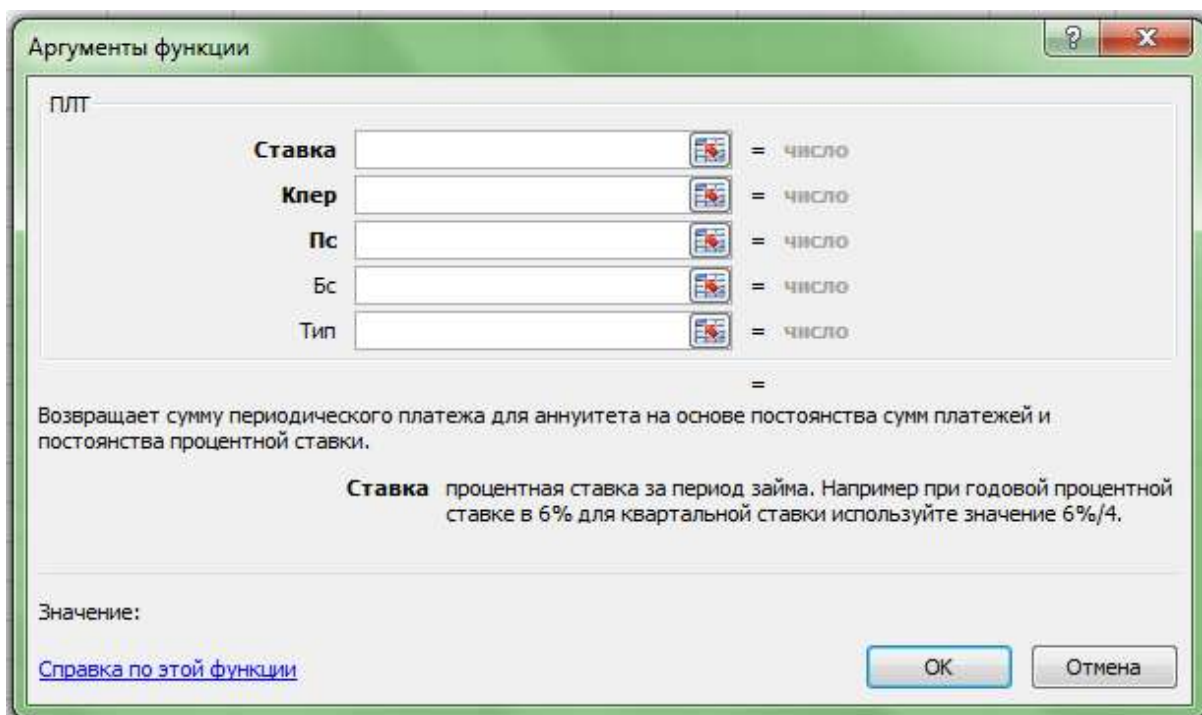 Аргументы функции
?
X
ПЛТ
Ставка = число
Кпер = число
Пс = число
Бс = число
Тип = число
=
Возвращает сумму периодического платежа для аннуитета на основе постоянства сумм платежей и
постоянства процентной ставки.
Ставка процентная ставка за период займа. Например при годовой процентной
ставке в 6% для квартальной ставки используйте значение 6%/4.
Значение:
Справка по этой функции
ОК
Отмена